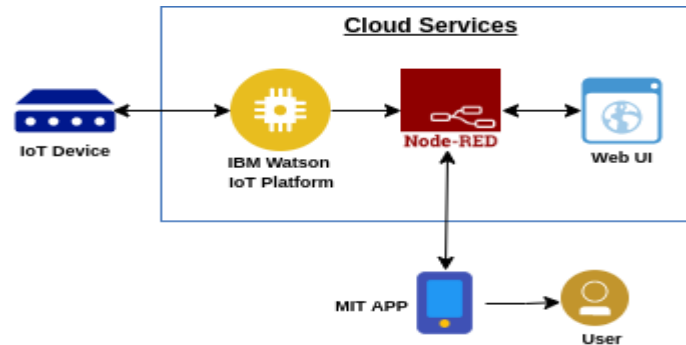 Cloud Services
IoT Device
IBM Watson
IoT Platform
Node-RED
Web UI
MIT APP
User